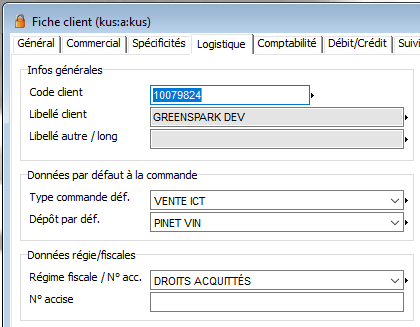 Fiche client (kus:a:kus)
Général Commercial Spécificités Logistique Comptabilité Débit/Crédit Suivi
Infos générales
Code client 10079824
Libellé client GREENSPARK DEV
Libellé autre / long
Données par défaut à la commande
Type commande déf. VENTE ICT
Dépôt par déf. PINET VIN
Données régie/fiscales
Régime fiscale / N° acc. DROITS ACQUITTÉS
N° accise